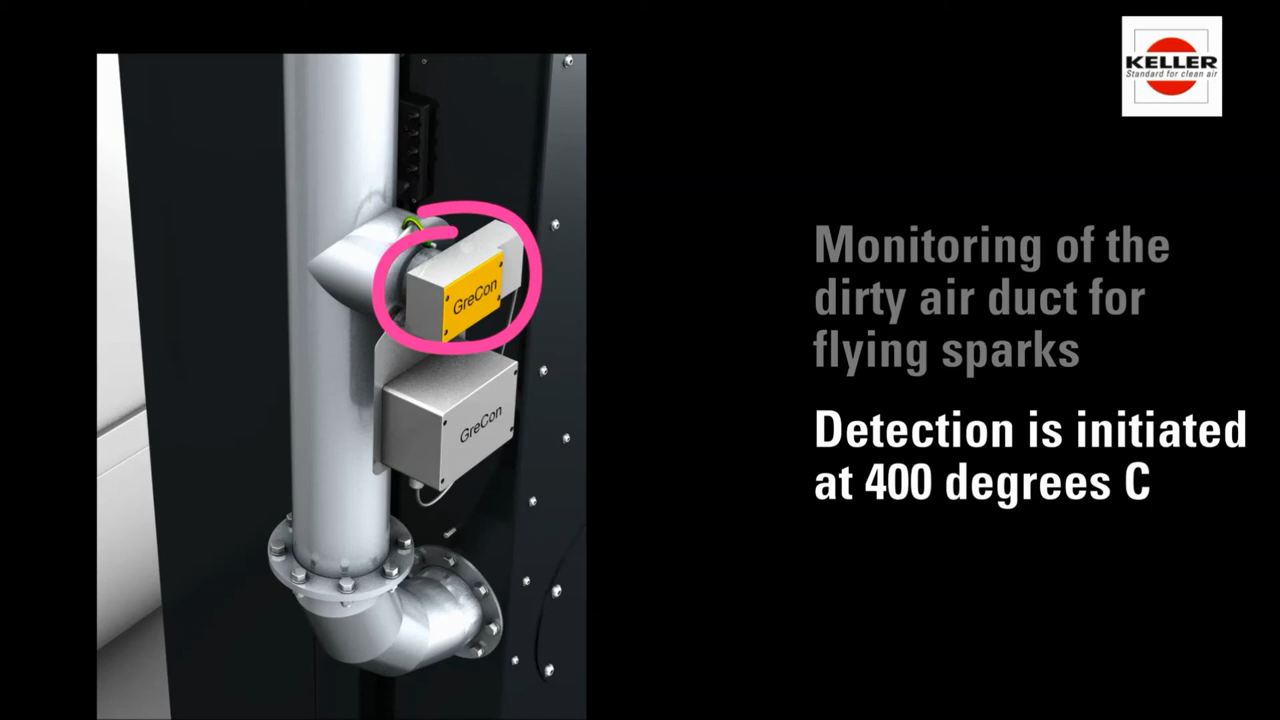 KELLER
Standard for clean air
Monitoring of the
dirty air duct for
flying sparks
Detection is initiated
at 400 degrees C
GreCon
GreCon